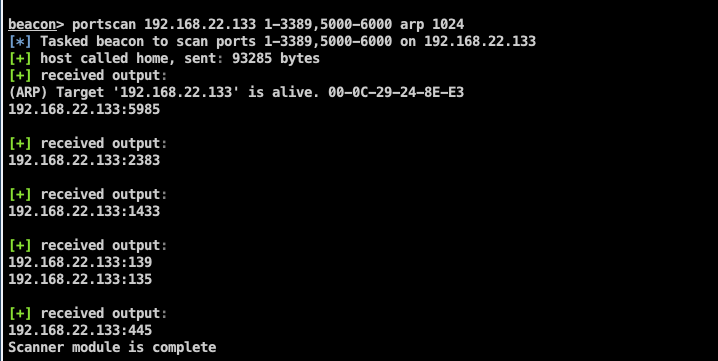 beacon> portscan 192.168.22.133 1-3389,5000-6000 arp 1024
[*] Tasked beacon to scan ports 1-3389,5000-6000 on 192.168.22.133
[+] host called home, sent: 93285 bytes
[+] received output:
(ARP) Target '192.168.22.133' is alive. 00-0C-29-24-8E-E3
192.168.22.133:5985
[+] received output:
192.168.22.133:2383
[+] received output:
192.168.22.133:1433
[+] received output:
192.168.22.133:139
192.168.22.133:135
[+] received output:
192.168.22.133:445
Scanner module is complete